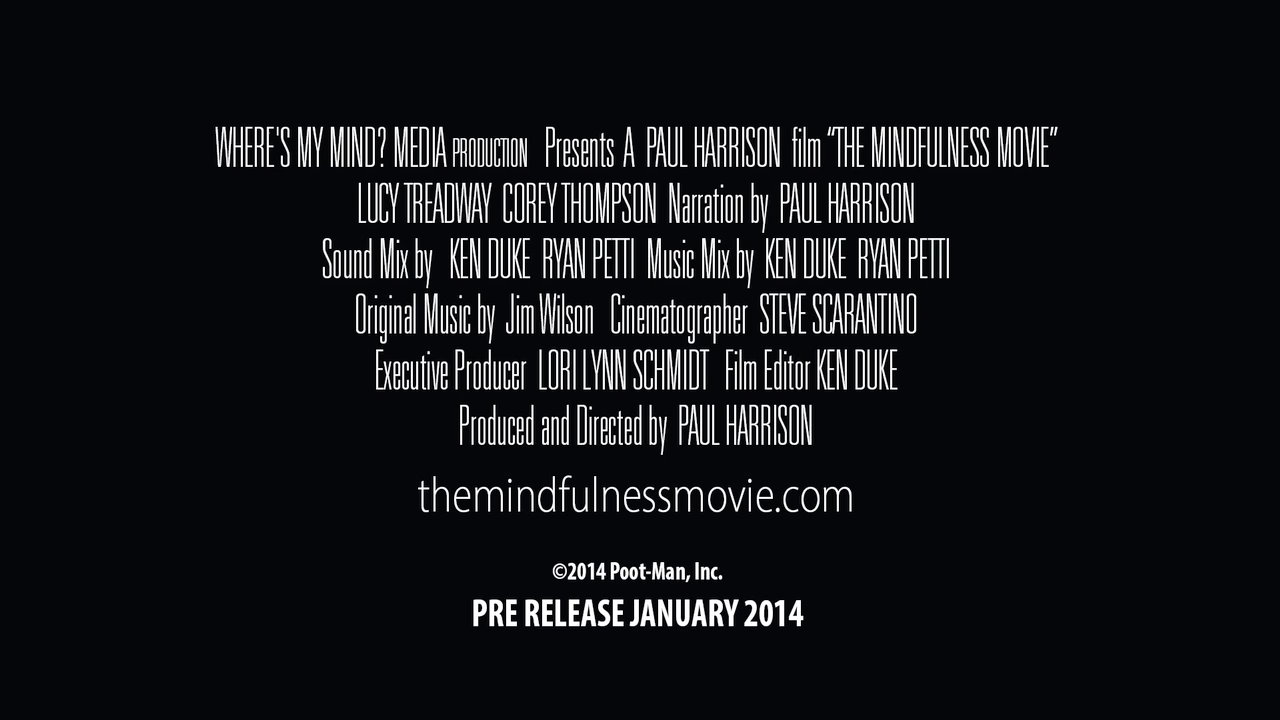 WHERE'S MY MIND? MEDIA PRODUCTION Presents A PAUL HARRISON film “THE MINDFULNESS MOVIE”
LUCY TREADWAY COREY THOMPSON Narration by PAUL HARRISON
Sound Mix by KEN DUKE RYAN PETTI Music Mix by KEN DUKE RYAN PETTI
Original Music by Jim Wilson Cinematographer STEVE SCARANTINO
Executive Producer LORI LYNN SCHMIDT Film Editor KEN DUKE
Produced and Directed by PAUL HARRISON
themindfulnessmovie.com
©2014 Poot-Man, Inc.
PRE RELEASE JANUARY 2014